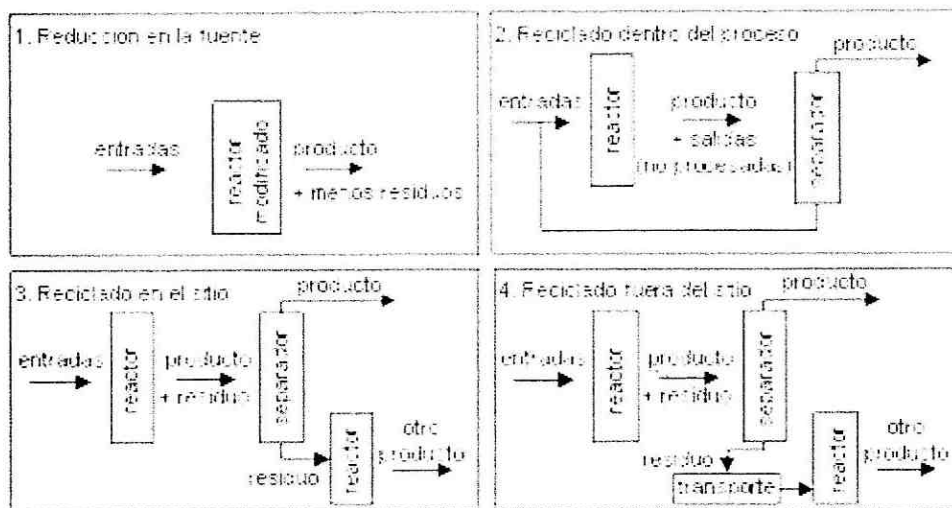 1. Reduccion en la fuente
entradas
reactor
modificado
producto
+ menos residuos
2. Reciclado dentro del proceso
producto
entradas
reactor
producto
+ salidas
(no procesadas)
separador
3. Reciclado en el sitio
producto
entradas
reactor
producto
+ residuo
separador
residuo
reactor
otro
producto
4. Reciclado fuera del sitio
producto
entradas
reactor
producto
+ residuo
separador
residuo
transporte
reactor
otro
producto